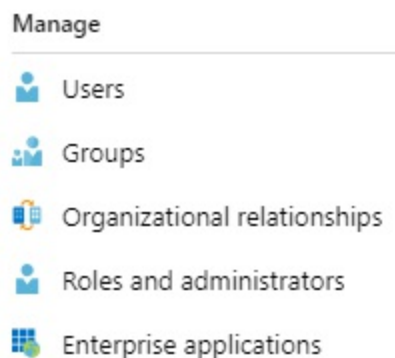 Manage
Users
Groups
Organizational relationships
Roles and administrators
Enterprise applications